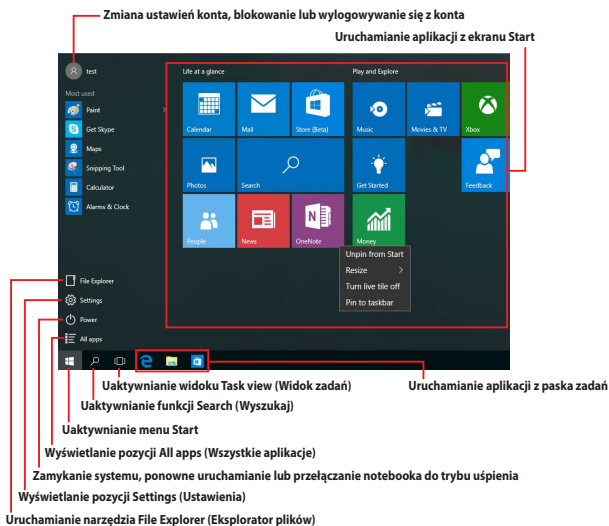 Zmiana ustawień konta, blokowanie lub wylogowywanie się z konta
Uruchamianie aplikacji z ekranu Start
test
Life at a glance
Play and Explore
Most used
Paint
Get Skype
Maps
Snipping Tool
Calculator
Alarms & Clock
Calendar
Mail
Store (Beta)
Music
Movies & TV
Xbox
Photos
Search
Get Started
Feedback
People
News
OneNote
Money
Unpin from Start
Resize
Turn live tile off
Pin to taskbar
File Explorer
Settings
Power
All apps
Uaktywnianie widoku Task view (Widok zadań)
Uruchamianie aplikacji z paska zadań
Uaktywnianie funkcji Search (Wyszukaj)
Uaktywnianie menu Start
Wyświetlanie pozycji All apps (Wszystkie aplikacje)
Zamykanie systemu, ponowne uruchamianie lub przełączanie notebooka do trybu uśpienia
Wyświetlanie pozycji Settings (Ustawienia)
Uruchamianie narzędzia File Explorer (Eksplorator plików)